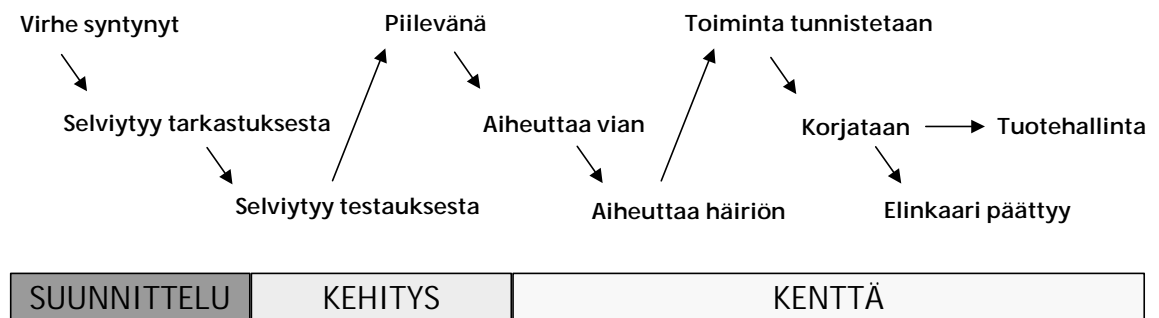 Virhe syntynyt
Piilevänä
Toiminta tunnistetaan
Selviytyy tarkastuksesta
Aiheuttaa vian
Korjataan
Tuotehallinta
Selviytyy testauksesta
Aiheuttaa häiriön
Elinkaari päättyy
SUUNNITTELU
KEHITYS
KENTTÄ